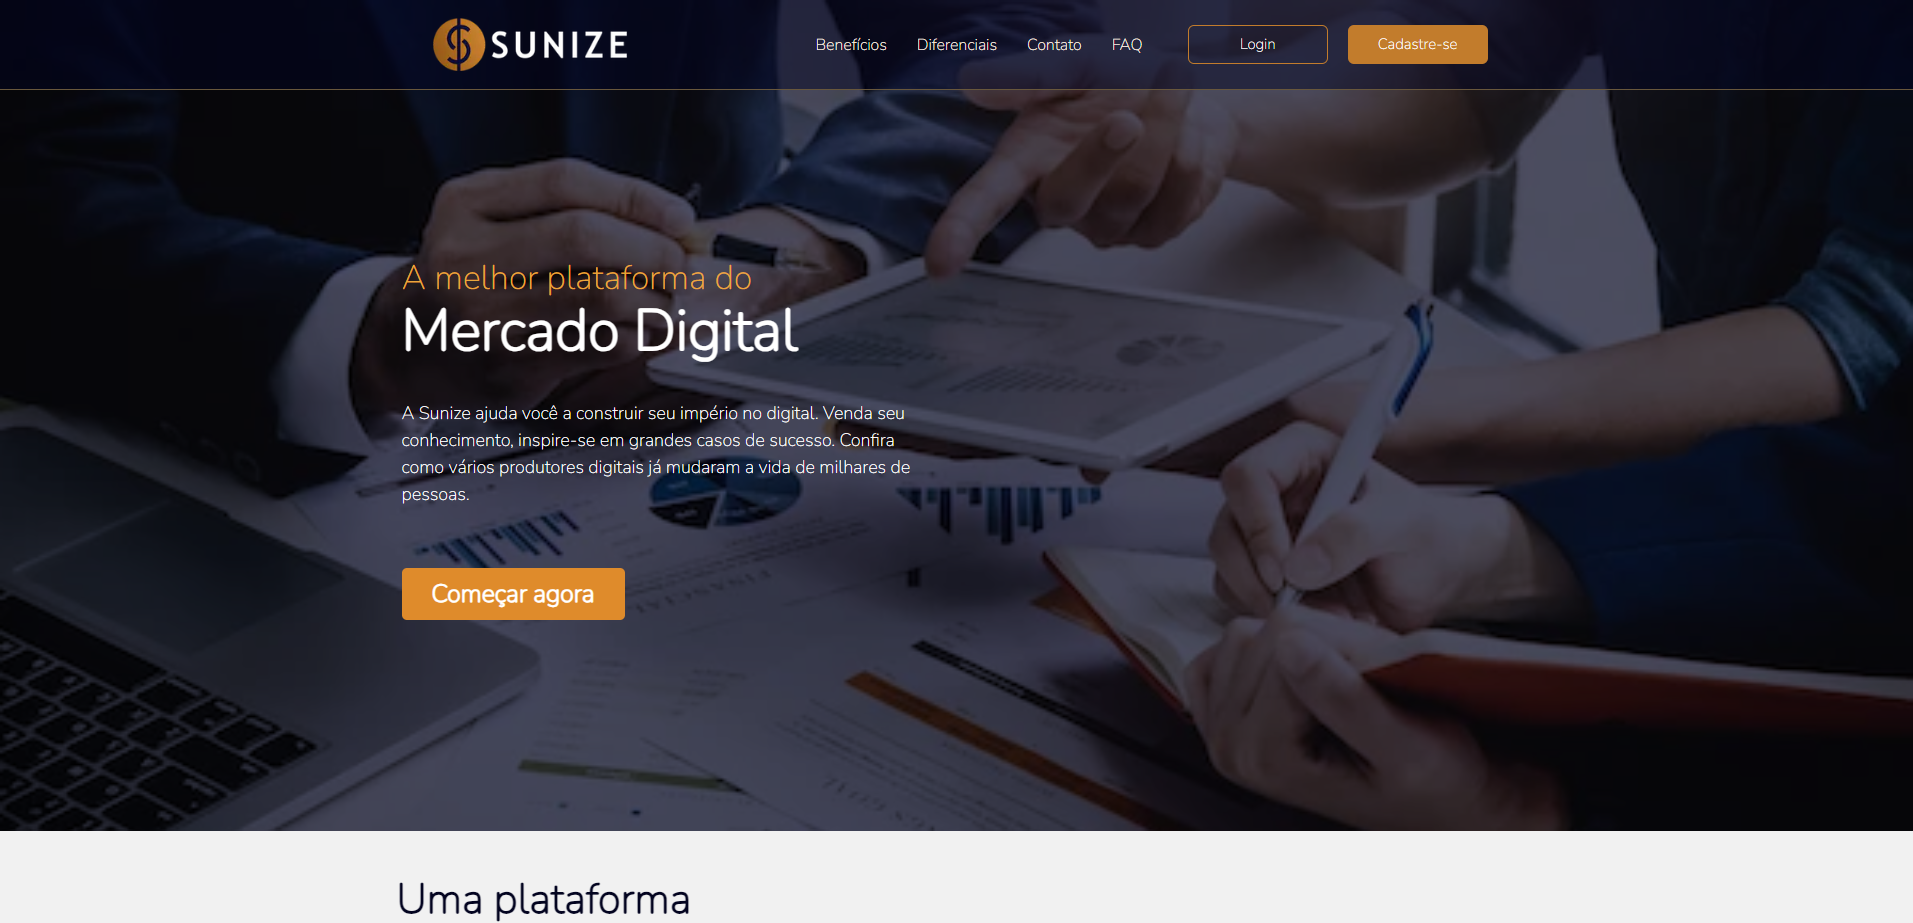 SUNIZE
Benefícios
Diferenciais
Contato
FAQ
Login
Cadastre-se
A melhor plataforma do
Mercado Digital
A Sunize ajuda você a construir seu império no digital. Venda seu
conhecimento, inspire-se em grandes casos de sucesso. Confira
como vários produtores digitais já mudaram a vida de milhares de
pessoas.
Começar agora
Uma plataforma